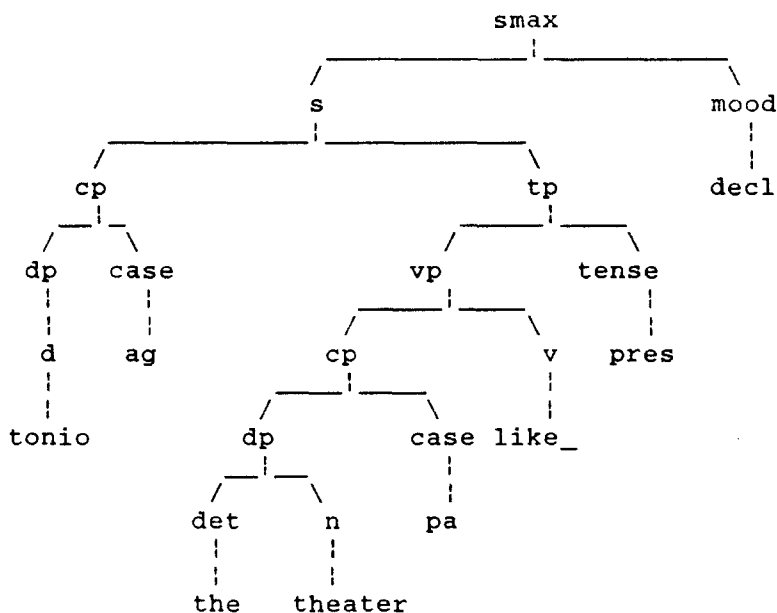 smax
s mood
cp tp decl
dp case vp tense
d ag cp v pres
tonio dp case like_
det n pa
the theater